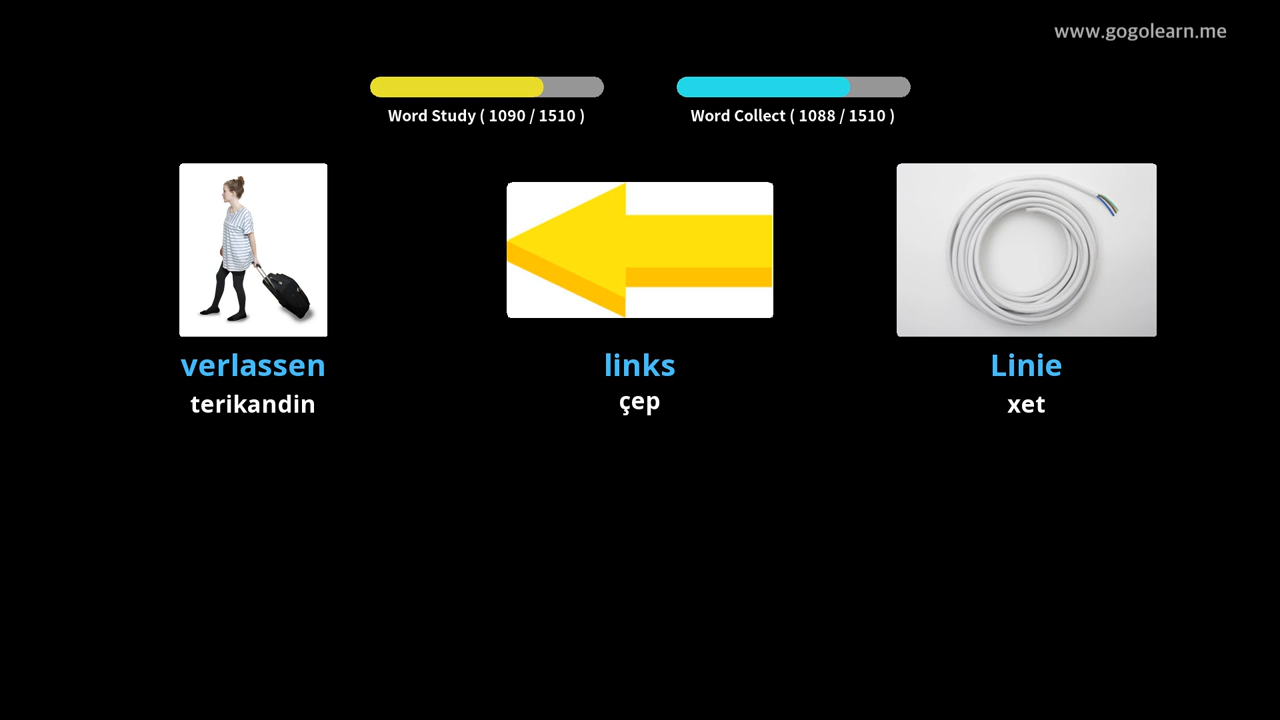 www.gogolearn.me
Word Study ( 1090 / 1510 )
Word Collect ( 1088 / 1510 )
verlassen
terikandin
links
çep
Linie
xet